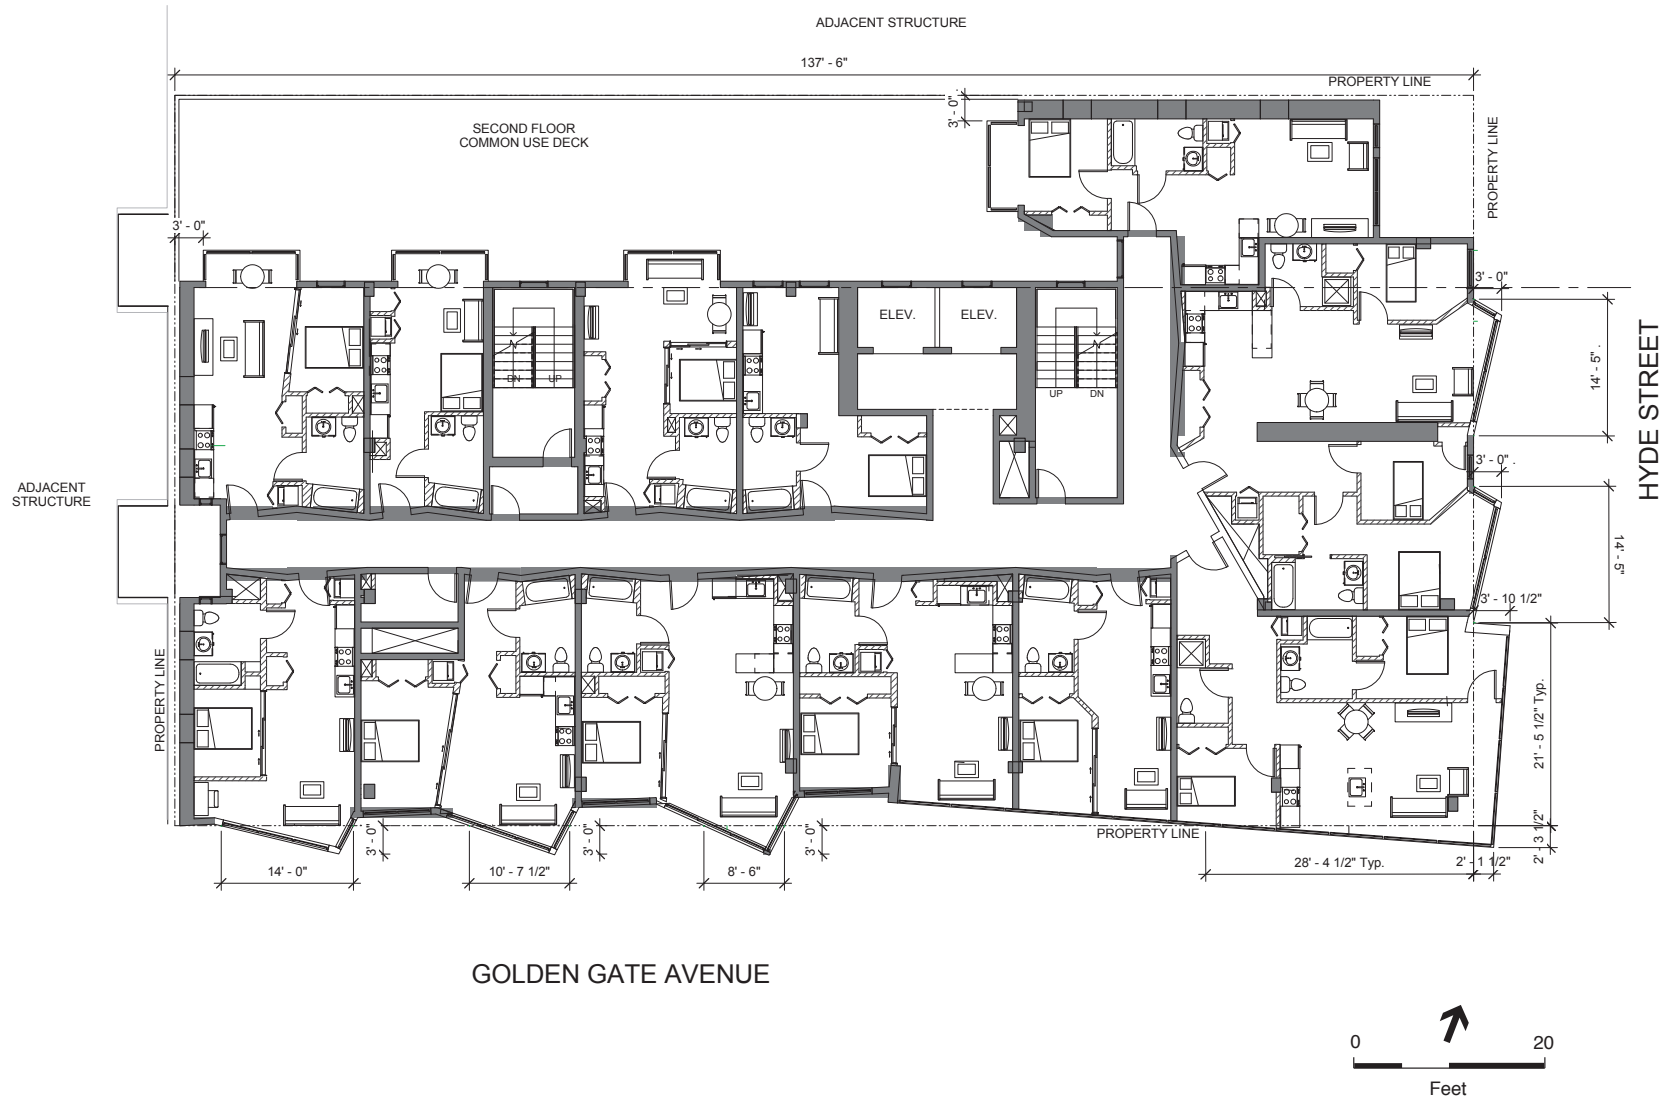 ADJACENT STRUCTURE
137' - 6"
PROPERTY LINE
3' - 0" .
SECOND FLOOR
COMMON USE DECK
PROPERTY LINE
3' - 0"
3' - 0"
ELEV.
ELEV.
14' - 5" .
HYDE STREET
DN
UP
UP
DN
3' - 0" .
ADJACENT
STRUCTURE
14' - 5"
3' - 10 1/2"
PROPERTY LINE
21' - 5 1/2" Typ.
3' - 0"
3' - 0"
3' - 0"
PROPERTY LINE
2' - 3 1/2"
14' - 0"
10' - 7 1/2"
8' - 6"
28' - 4 1/2" Typ.
2' - 1 1/2"
GOLDEN GATE AVENUE
0
20
Feet